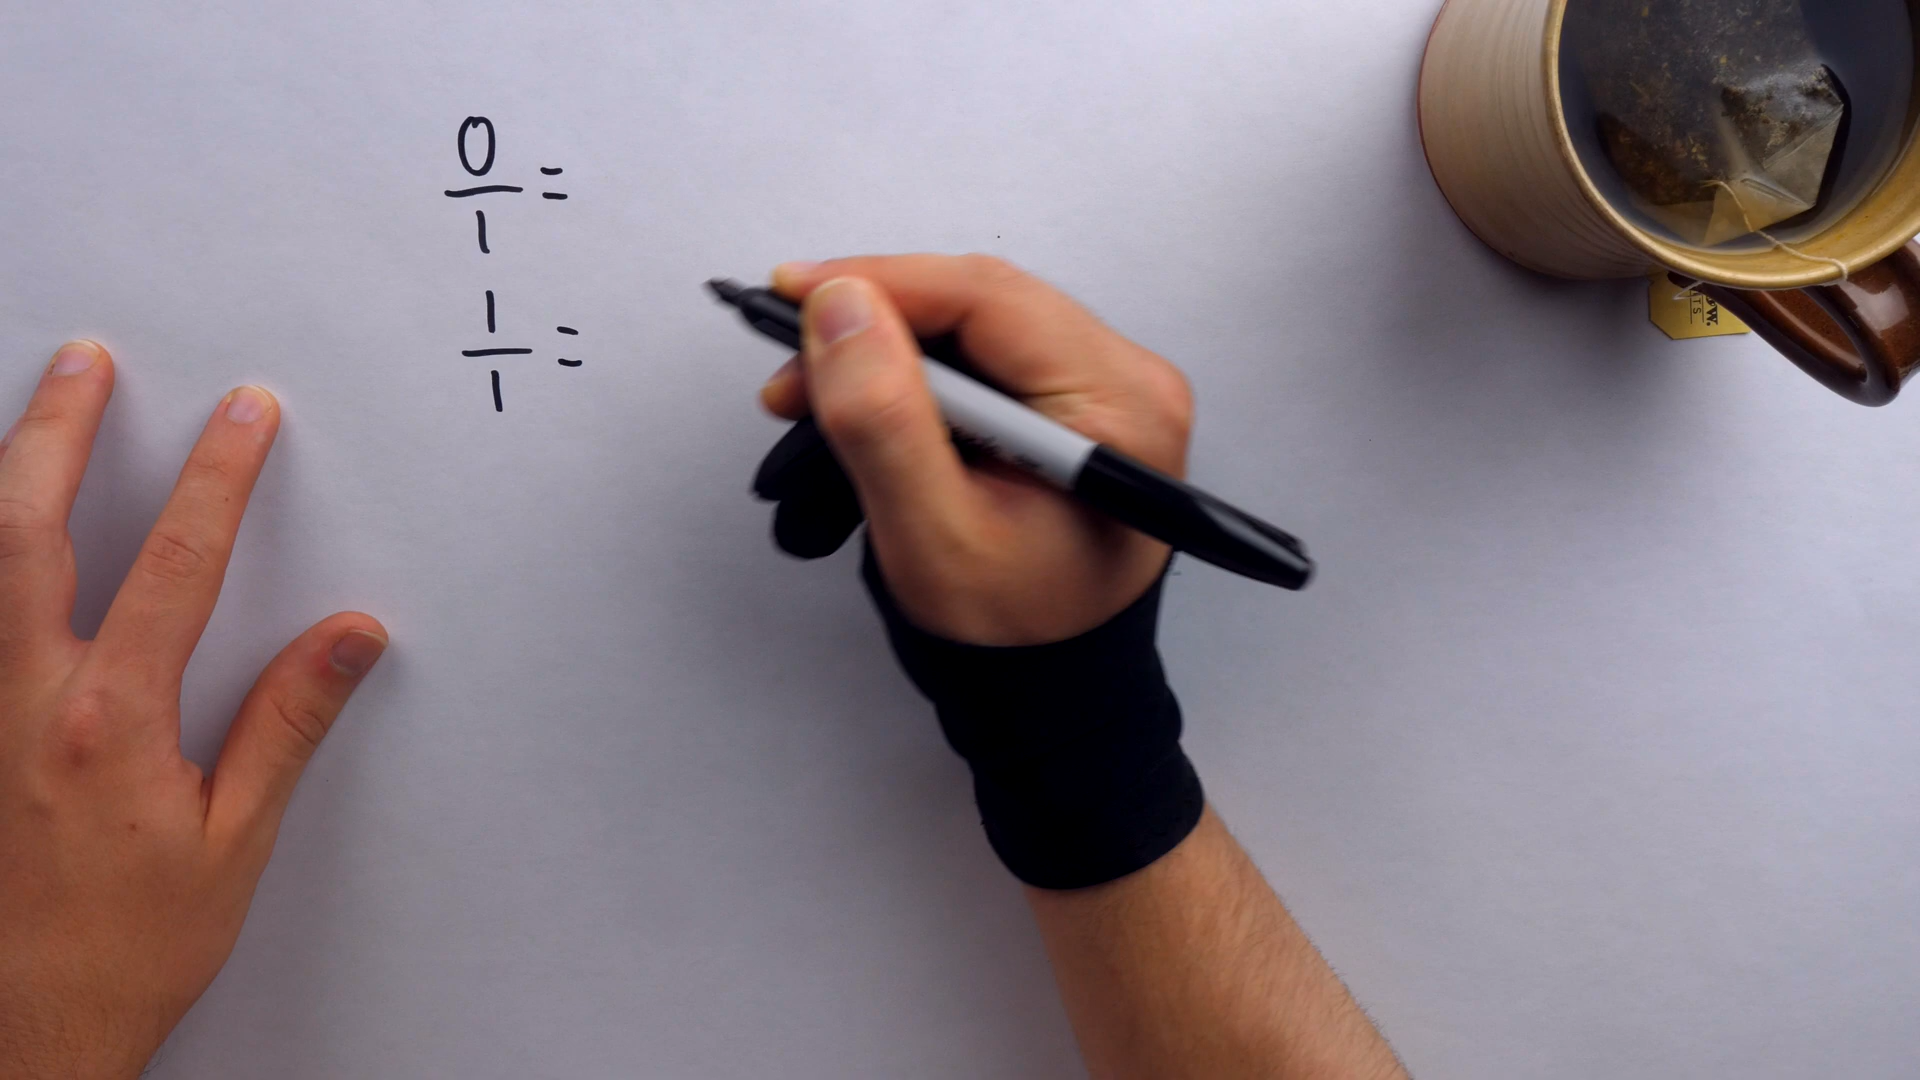 0/1 =
1/1 =